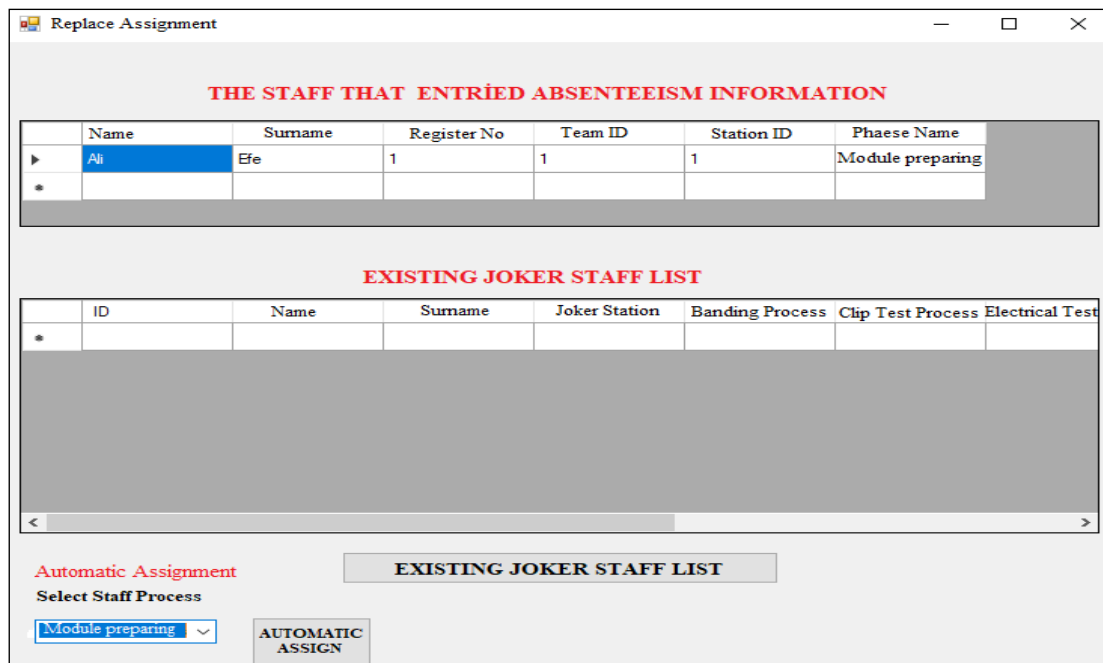 Replace Assignment
THE STAFF THAT ENTRİED ABSENTEEISM INFORMATION
Name Surname Register No Team ID Station ID Phaese Name
Ali Efe 1 1 1 Module preparing
EXISTING JOKER STAFF LIST
ID Name Surname Joker Station Banding Process Clip Test Process Electrical Test
Automatic Assignment
EXISTING JOKER STAFF LIST
Select Staff Process
Module preparing
AUTOMATIC
ASSIGN